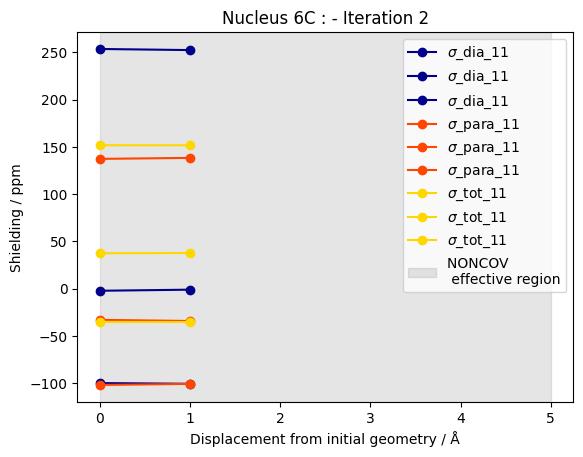 Nucleus 6C : - Iteration 2
Shielding / ppm
250
200
150
100
50
0
−50
−100
σ_dia_11
σ_dia_11
σ_dia_11
σ_para_11
σ_para_11
σ_para_11
σ_tot_11
σ_tot_11
σ_tot_11
NONCOV
effective region
0 1 2 3 4 5
Displacement from initial geometry / Å